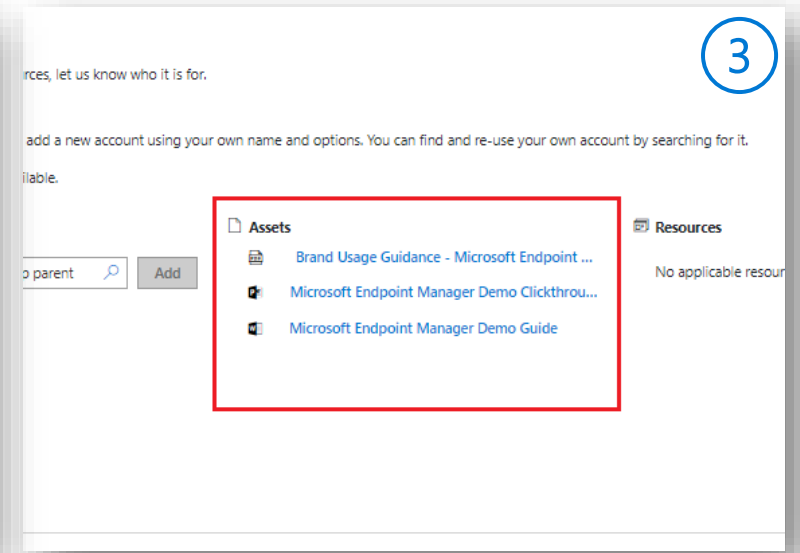 3
rces, let us know who it is for.
add a new account using your own name and options. You can find and re-use your own account by searching for it.
ilable.
Assets
Resources
Brand Usage Guidance - Microsoft Endpoint ...
Microsoft Endpoint Manager Demo Clickthrou...
Microsoft Endpoint Manager Demo Guide
o parent
Add
No applicable resour